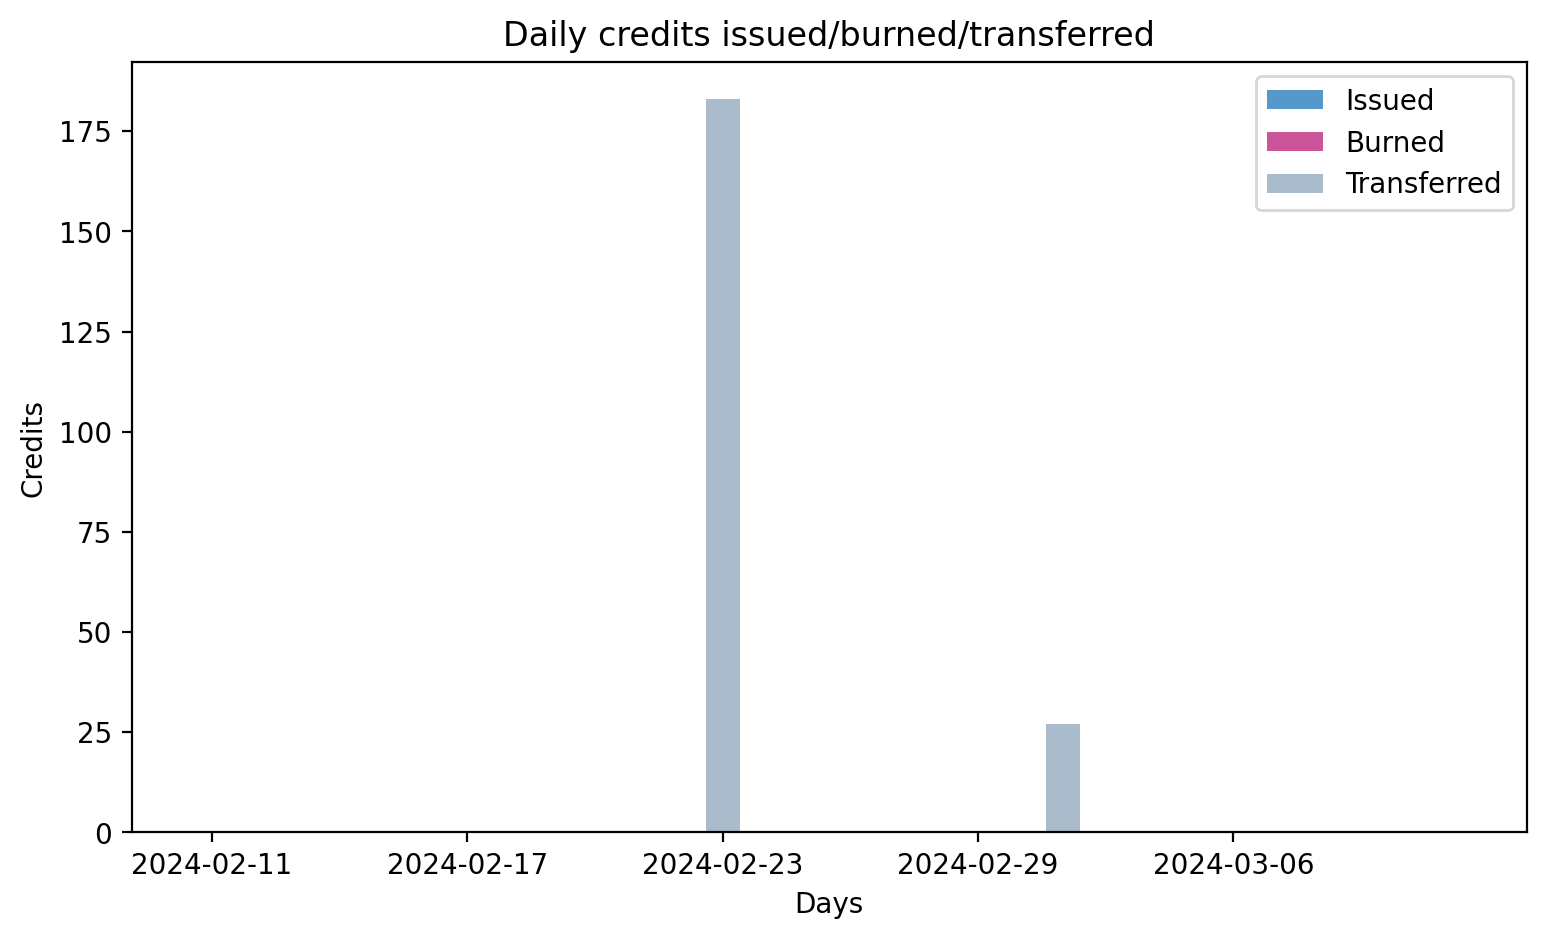 Daily credits issued/burned/transferred
Issued
Burned
Transferred
175
150
125
100
75
50
25
0
Credits
2024-02-11
2024-02-17
2024-02-23
2024-02-29
2024-03-06
Days